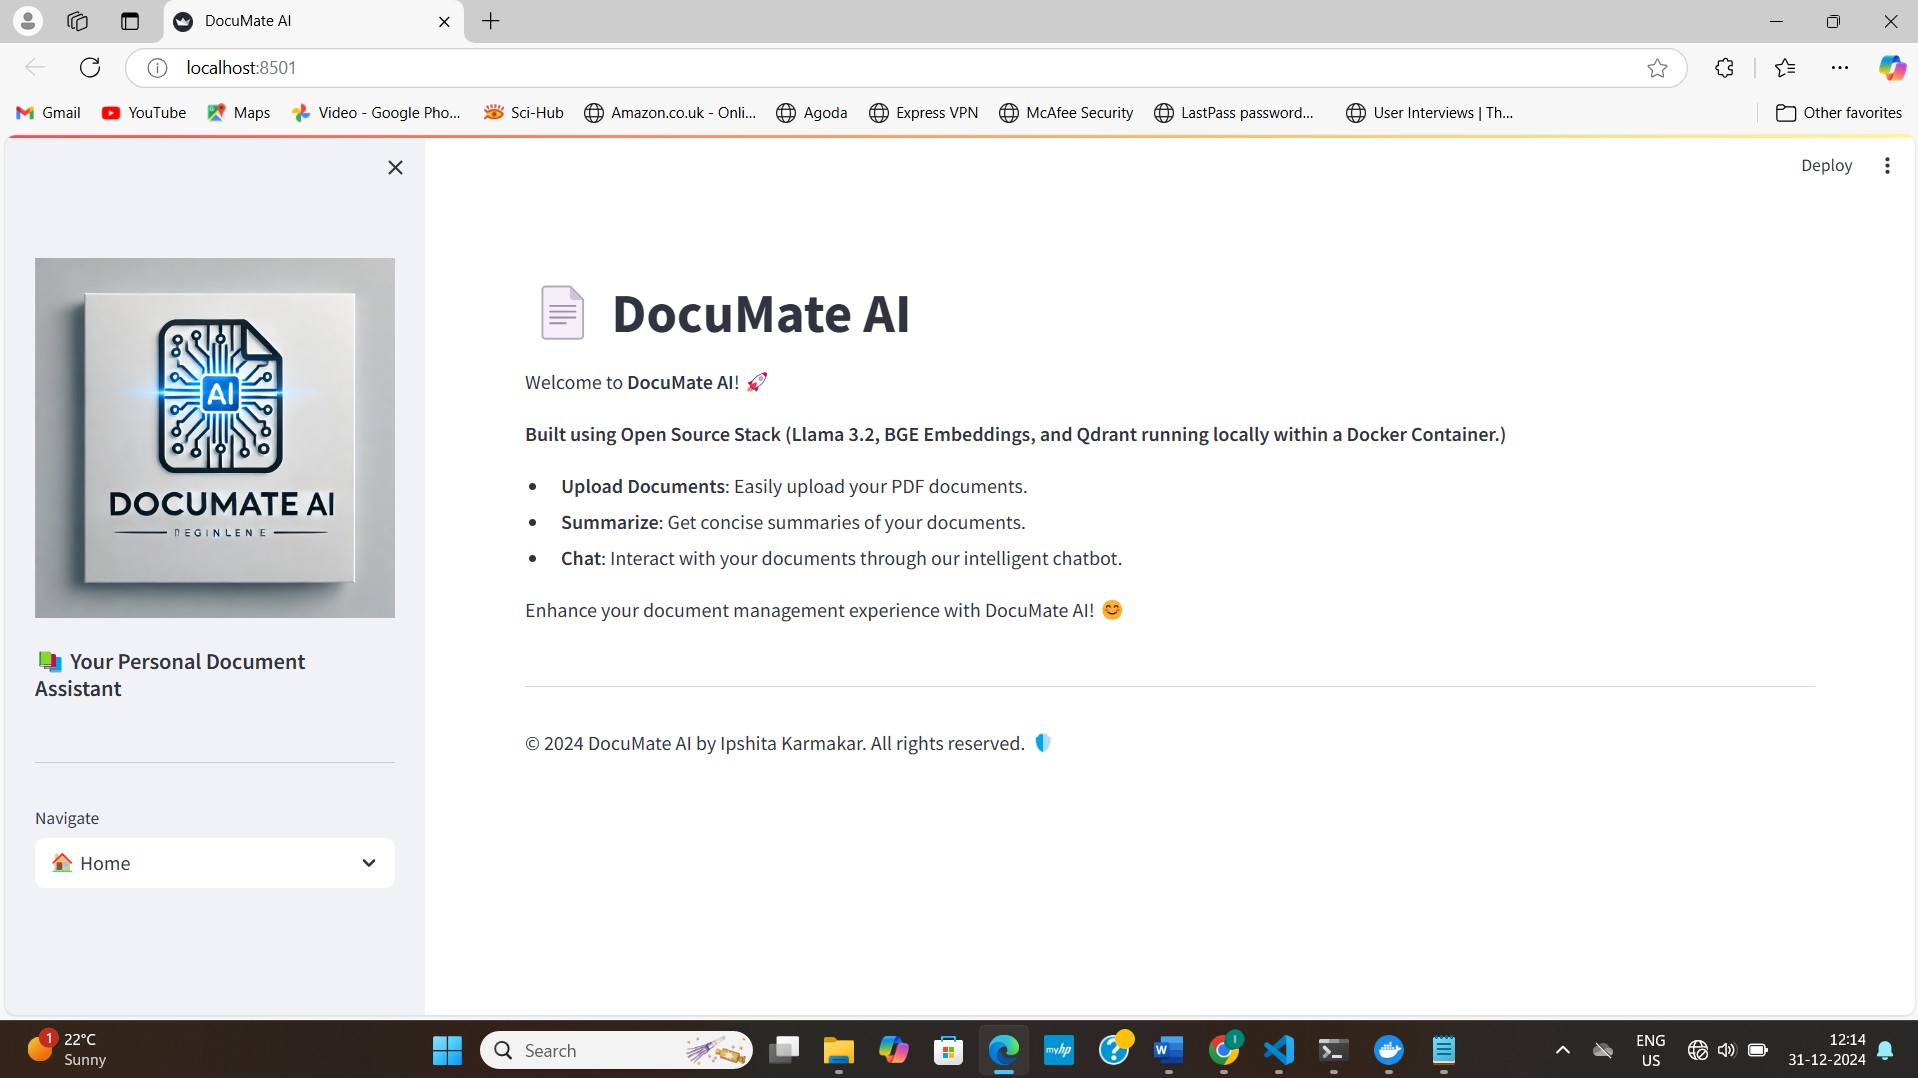 DocuMate AI
localhost:8501
Gmail
YouTube
Maps
Video - Google Pho...
Sci-Hub
Amazon.co.uk - Onli...
Agoda
Express VPN
McAfee Security
LastPass password...
User Interviews | Th...
Other favorites
Deploy
AI
DOCUMATE AI
📚 Your Personal Document
Assistant
Navigate
🏠 Home
📄 DocuMate AI
Welcome to DocuMate AI! 🚀
Built using Open Source Stack (Llama 3.2, BGE Embeddings, and Qdrant running locally within a Docker Container.)
• Upload Documents: Easily upload your PDF documents.
• Summarize: Get concise summaries of your documents.
• Chat: Interact with your documents through our intelligent chatbot.
Enhance your document management experience with DocuMate AI! 😊
© 2024 DocuMate AI by Ipshita Karmakar. All rights reserved. 🛡️
1
22°C
Sunny
Search
myhp
W
I
ENG
US
12:14
31-12-2024